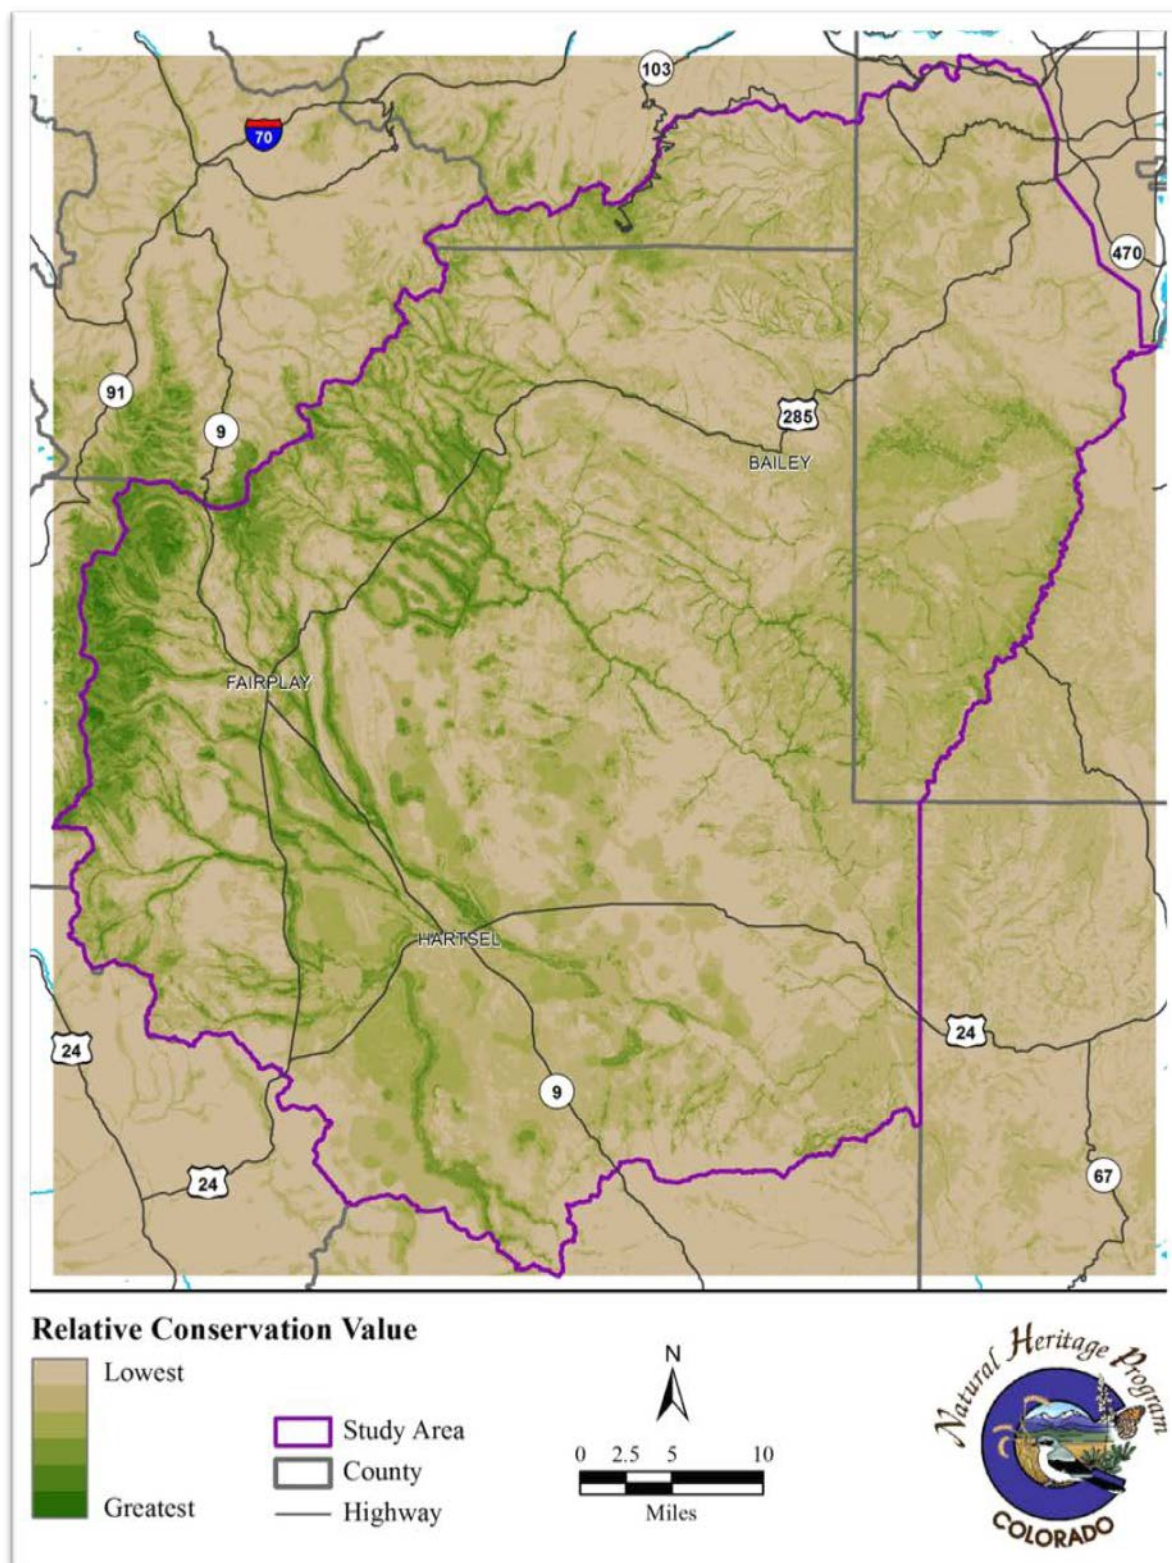 103
70
470
91
9
285
BAILEY
FAIRPLAY
HARTSEL
24
24
9
24
67
Relative Conservation Value
Lowest
Greatest
Study Area
County
Highway
N
0 2.5 5 10
Miles
Natural Heritage Program
COLORADO